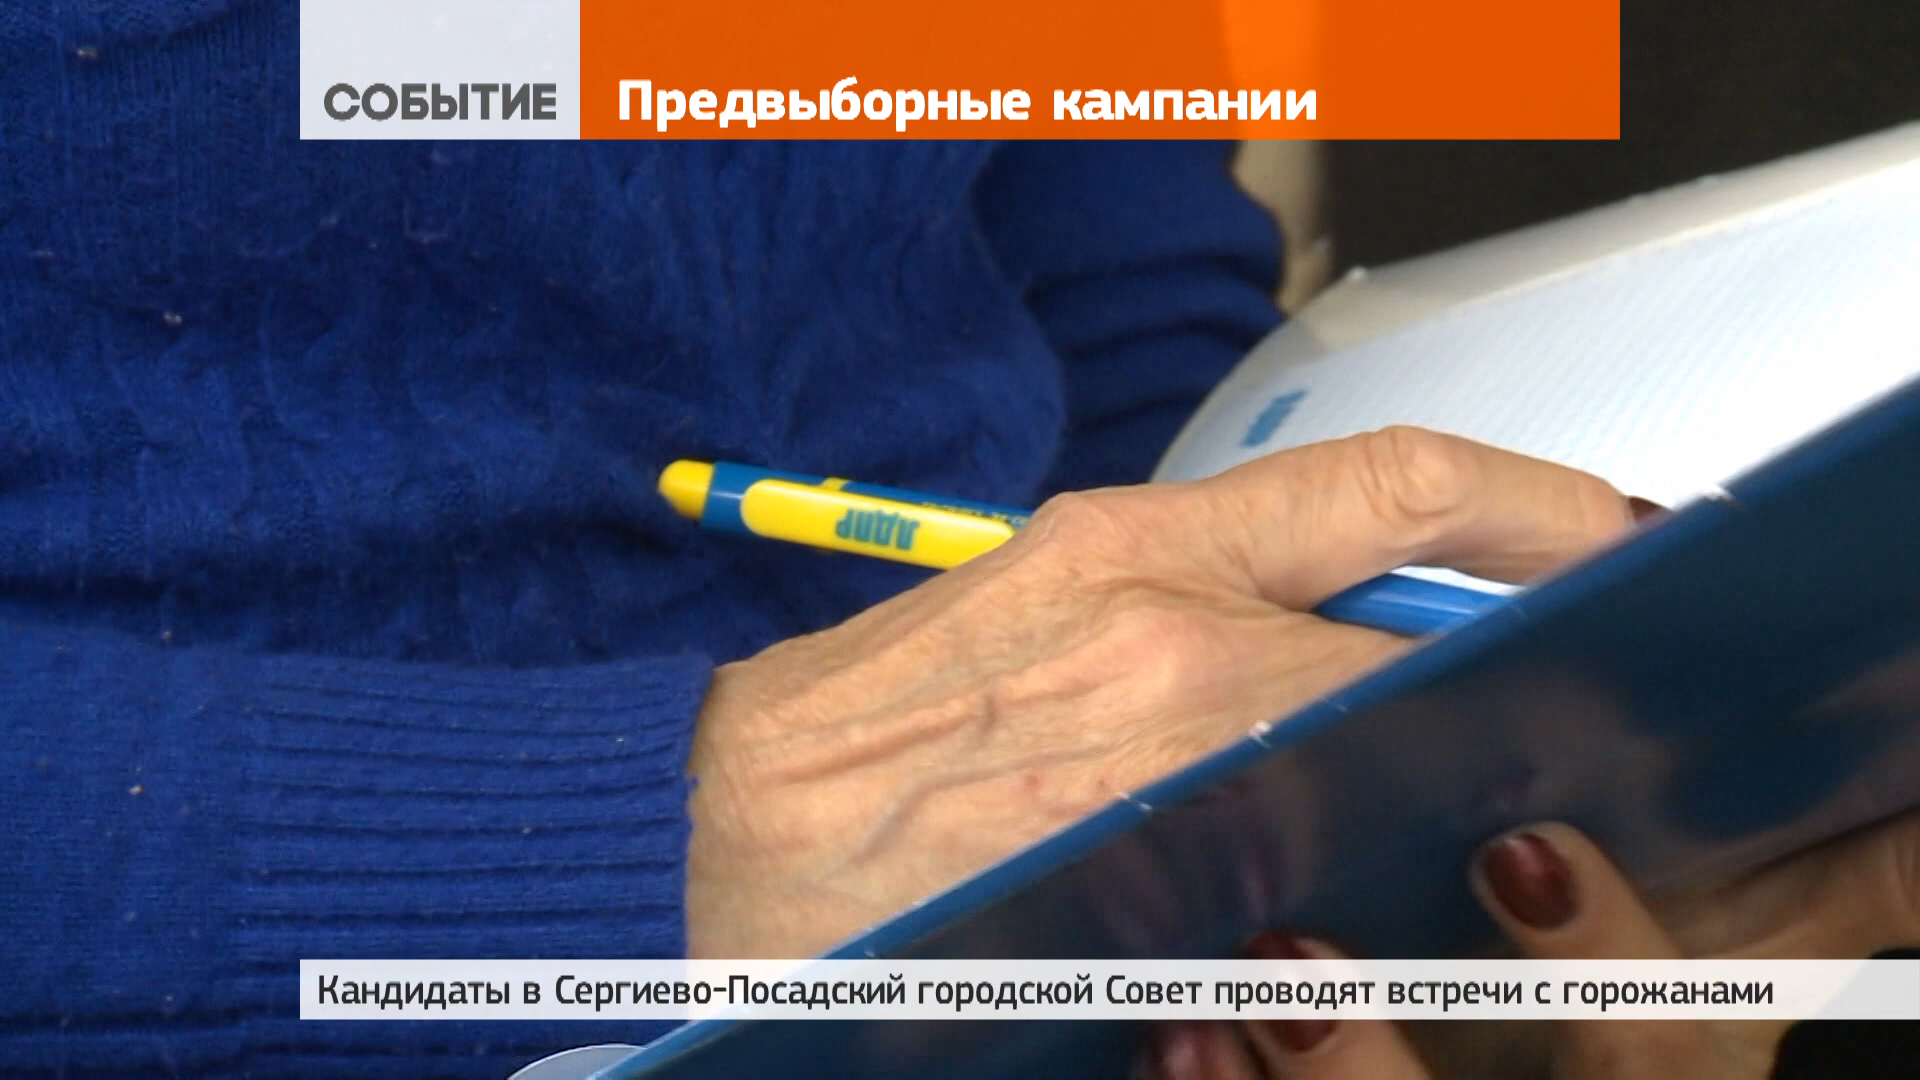 СОБЫТИЕ
Предвыборные кампании
ЛДПР
Кандидаты в Сергиево-Посадский городской Совет проводят встречи с горожанами